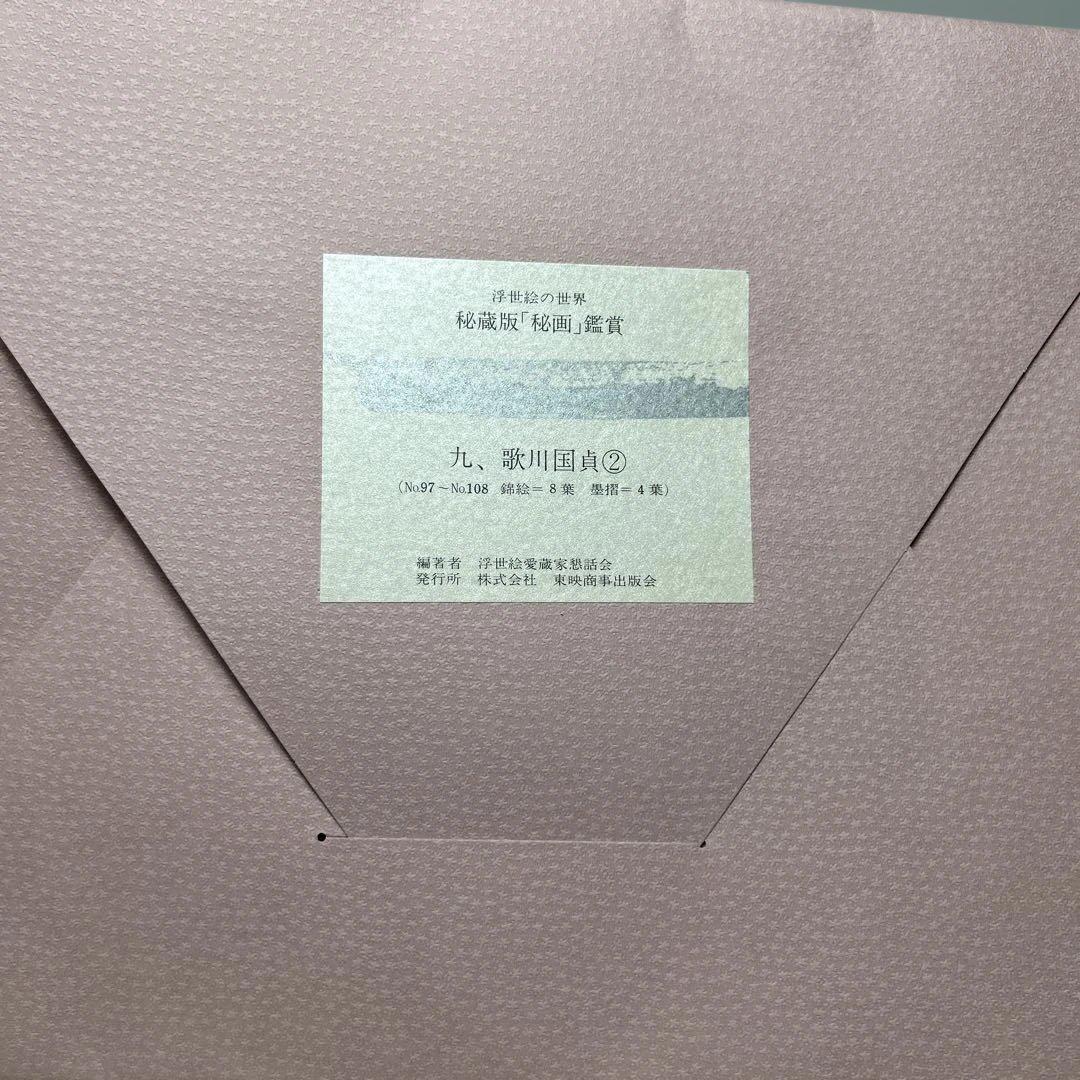 浮世絵の世界
秘蔵版「秘画」鑑賞
九、歌川国貞②
(No.97～No.108 錦絵＝8葉 墨摺＝4葉)
編著者 浮世絵愛蔵家懇話会
発行所 株式会社 東映商事出版会